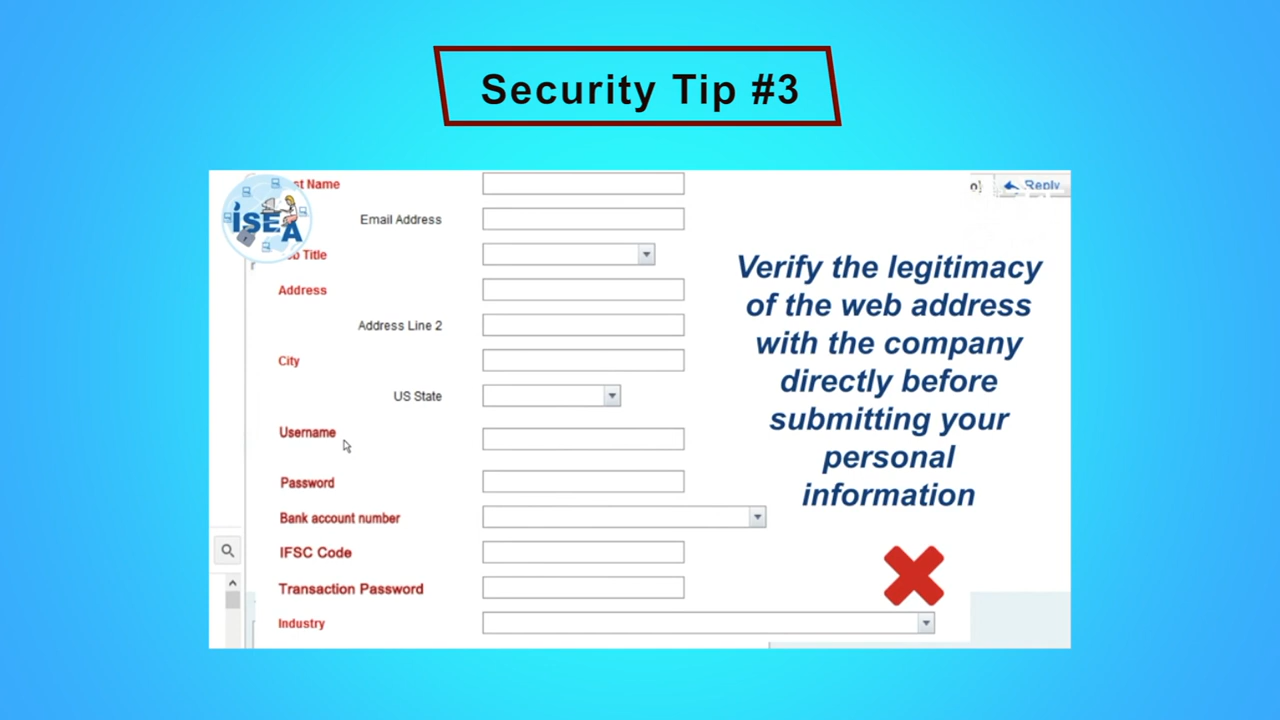 Security Tip #3
st Name
iSEA
Reply
Email Address
b Title
Address
Address Line 2
City
US State
Username
Password
Bank account number
IFSC Code
Transaction Password
Industry
Verify the legitimacy
of the web address
with the company
directly before
submitting your
personal
information